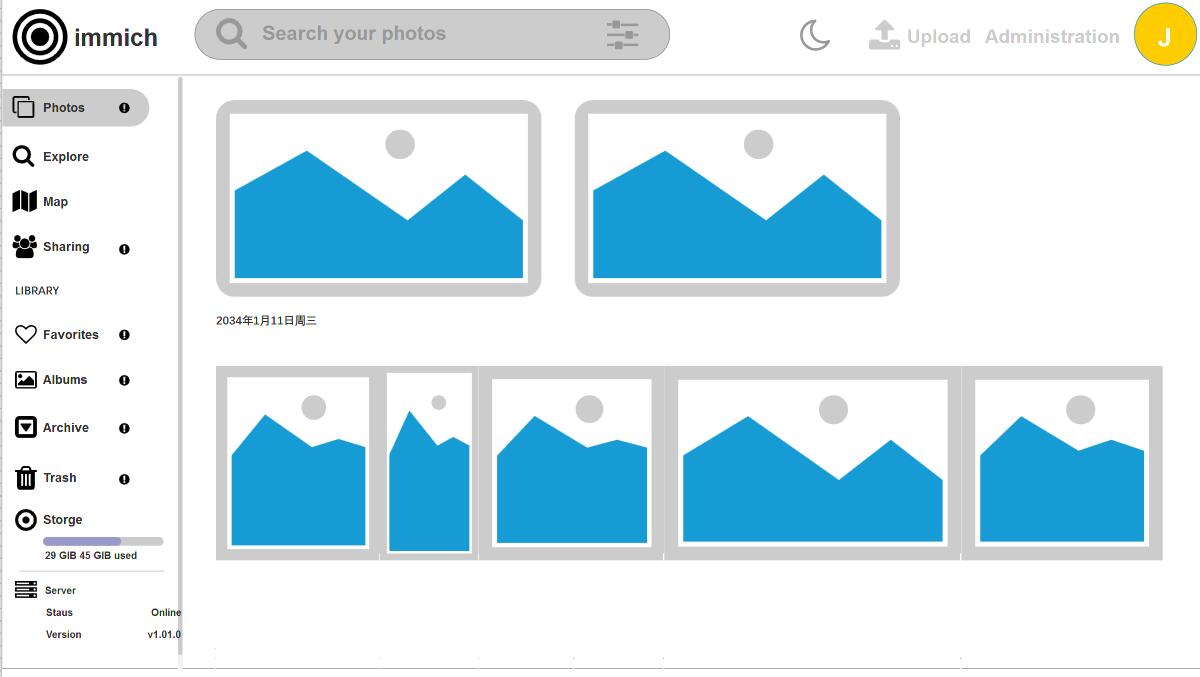 immich
Search your photos
Upload
Administration
J
Photos
Explore
Map
Sharing
LIBRARY
Favorites
Albums
Archive
Trash
Storge
29 GIB 45 GIB used
Server
Staus Online
Version v1.01.0
2034年1月11日周三